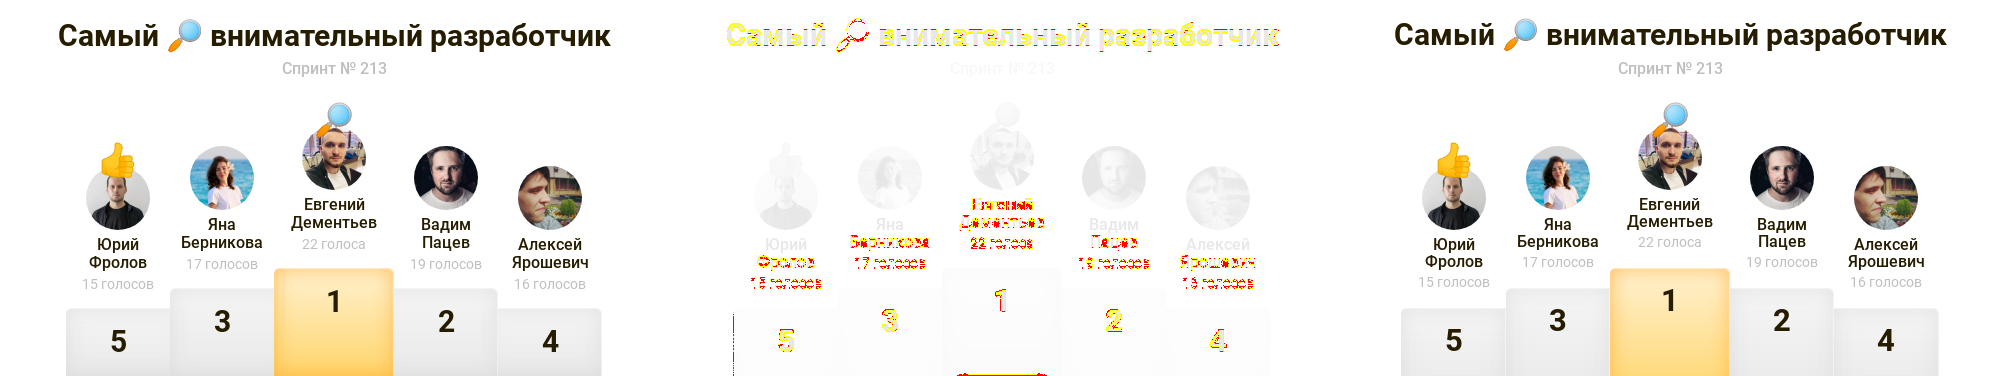 Самый 🔎 внимательный разработчик
Спринт № 213
Евгений
Дементьев
22 голоса
Яна
Берникова
17 голосов
Вадим
Пацев
19 голосов
Юрий
Фролов
15 голосов
Алексей
Ярошевич
16 голосов
5
3
1
2
4
Самый 🔎 внимательный разработчик
Спринт № 213
Евгений
Дементьев
22 голоса
Яна
Берникова
17 голосов
Вадим
Пацев
19 голосов
Юрий
Фролов
15 голосов
Алексей
Ярошевич
16 голосов
5
3
1
2
4
Самый 🔎 внимательный разработчик
Спринт № 213
Евгений
Дементьев
22 голоса
Яна
Берникова
17 голосов
Вадим
Пацев
19 голосов
Юрий
Фролов
15 голосов
Алексей
Ярошевич
16 голосов
5
3
1
2
4